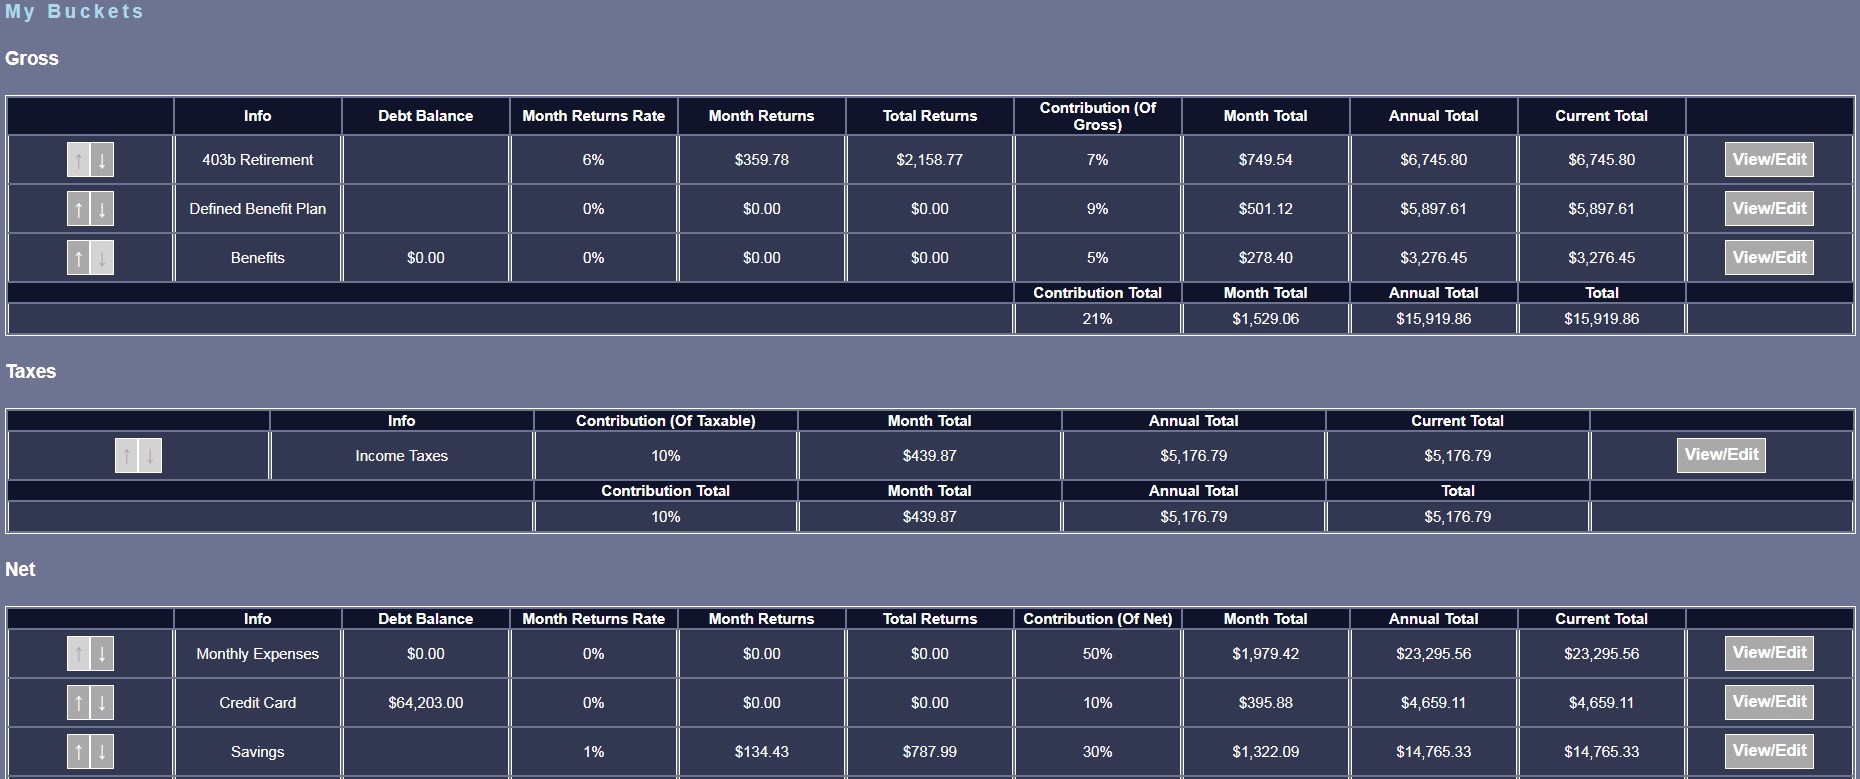 My Buckets
Gross
Info Debt Balance Month Returns Rate Month Returns Total Returns Contribution (Of Gross) Month Total Annual Total Current Total
↑ ↓ 403b Retirement 6% $359.78 $2,158.77 7% $749.54 $6,745.80 $6,745.80 View/Edit
↑ ↓ Defined Benefit Plan 0% $0.00 $0.00 9% $501.12 $5,897.61 $5,897.61 View/Edit
↑ ↓ Benefits $0.00 0% $0.00 $0.00 5% $278.40 $3,276.45 $3,276.45 View/Edit
Contribution Total Month Total Annual Total Total
21% $1,529.06 $15,919.86 $15,919.86
Taxes
Info Contribution (Of Taxable) Month Total Annual Total Current Total
↑ ↓ Income Taxes 10% $439.87 $5,176.79 $5,176.79 View/Edit
Contribution Total Month Total Annual Total Total
10% $439.87 $5,176.79 $5,176.79
Net
Info Debt Balance Month Returns Rate Month Returns Total Returns Contribution (Of Net) Month Total Annual Total Current Total
↑ ↓ Monthly Expenses $0.00 0% $0.00 $0.00 50% $1,979.42 $23,295.56 $23,295.56 View/Edit
↑ ↓ Credit Card $64,203.00 0% $0.00 $0.00 10% $395.88 $4,659.11 $4,659.11 View/Edit
↑ ↓ Savings 1% $134.43 $787.99 30% $1,322.09 $14,765.33 $14,765.33 View/Edit